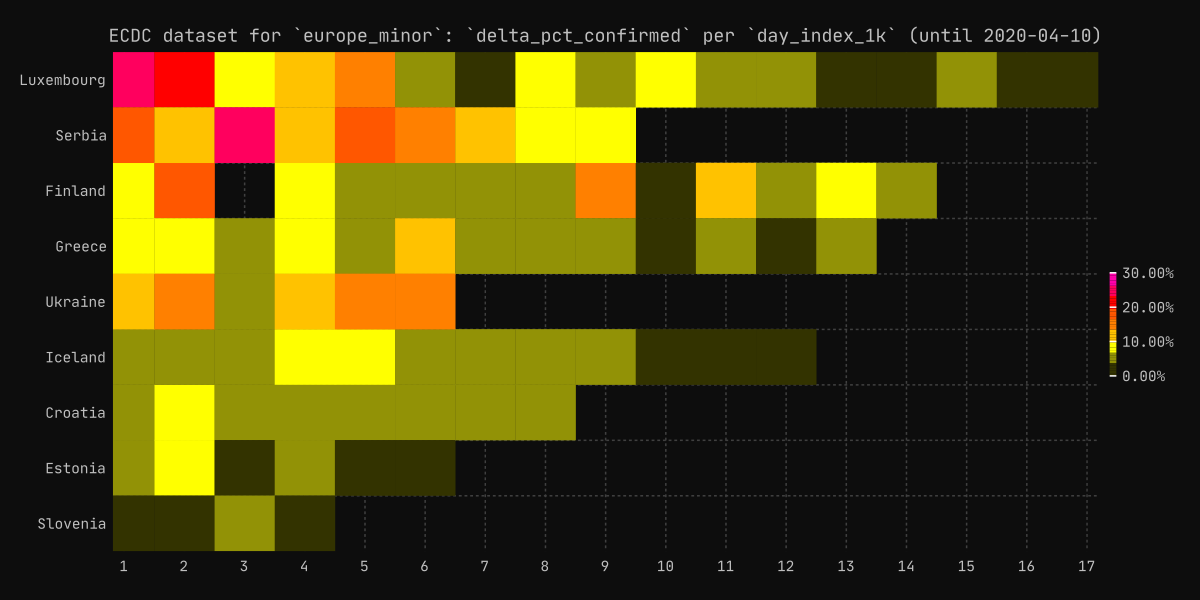 ECDC dataset for `europe_minor`: `delta_pct_confirmed` per `day_index_1k` (until 2020-04-10)
Luxembourg
Serbia
Finland
Greece
Ukraine
Iceland
Croatia
Estonia
Slovenia
30.00%
20.00%
10.00%
0.00%
1 2 3 4 5 6 7 8 9 10 11 12 13 14 15 16 17